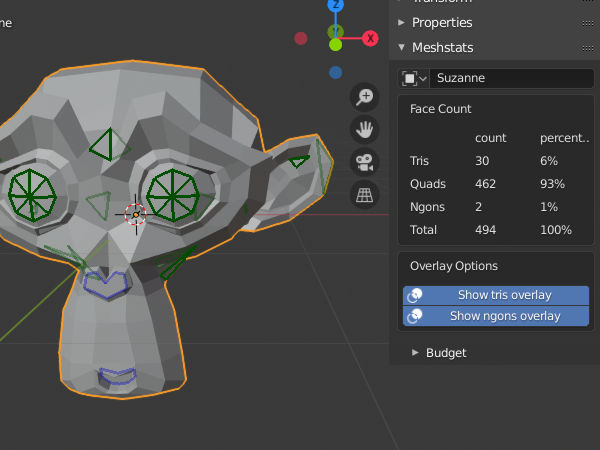 ne
Z
Y
X
Properties
Meshstats
Suzanne
Face Count
count percent..
Tris 30 6%
Quads 462 93%
Ngons 2 1%
Total 494 100%
Overlay Options
Show tris overlay
Show ngons overlay
Budget